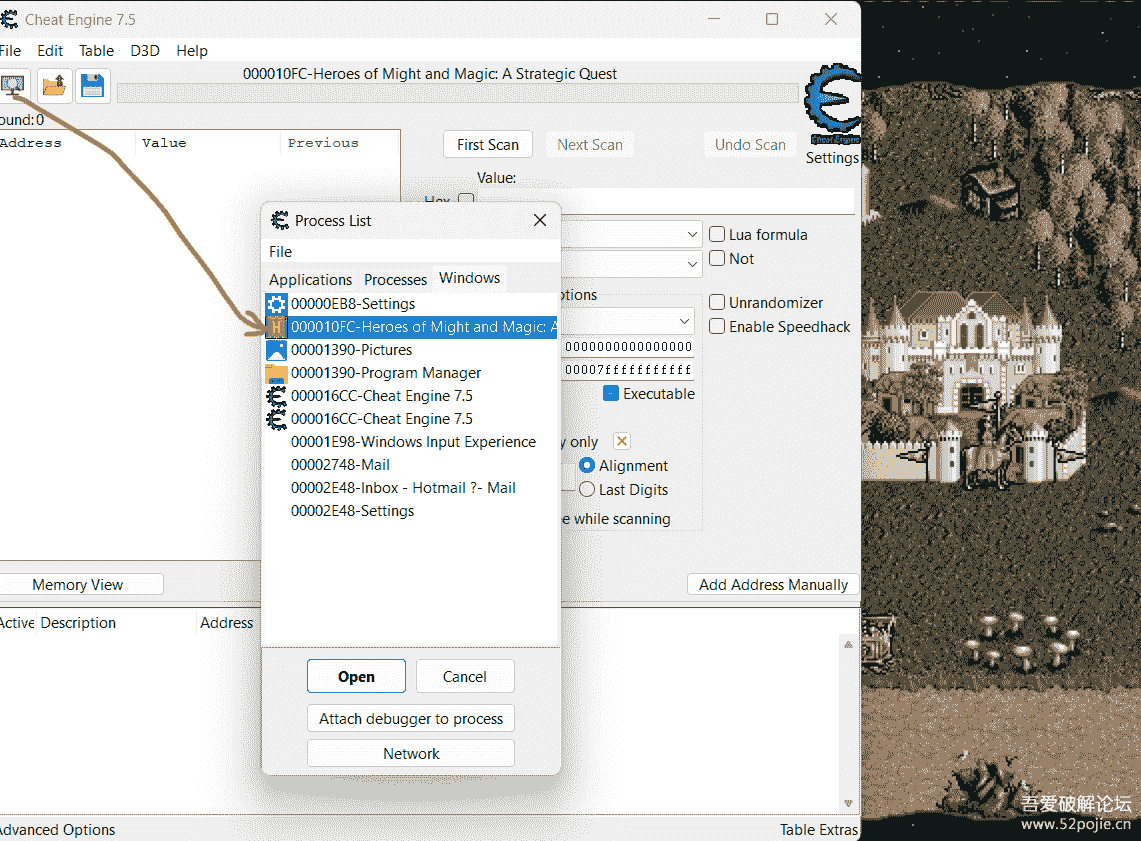 Cheat Engine 7.5
File Edit Table D3D Help
000010FC-Heroes of Might and Magic: A Strategic Quest
ound:0
Address Value Previous
First Scan Next Scan Undo Scan
Cheat Engine
Settings
Value:
Hex
Process List
File
Applications Processes Windows
00000EB8-Settings
000010FC-Heroes of Might and Magic: A
00001390-Pictures
00001390-Program Manager
000016CC-Cheat Engine 7.5
000016CC-Cheat Engine 7.5
00001E98-Windows Input Experience
00002748-Mail
00002E48-Inbox - Hotmail ?- Mail
00002E48-Settings
Open Cancel
Attach debugger to process
Network
Lua formula
Not
ptions
Unrandomizer
Enable Speedhack
0000000000000000
00007fffffffffff
Executable
y only
Alignment
Last Digits
e while scanning
Memory View
Add Address Manually
Active Description Address
Advanced Options
Table Extras
吾爱破解论坛
www.52pojie.cn